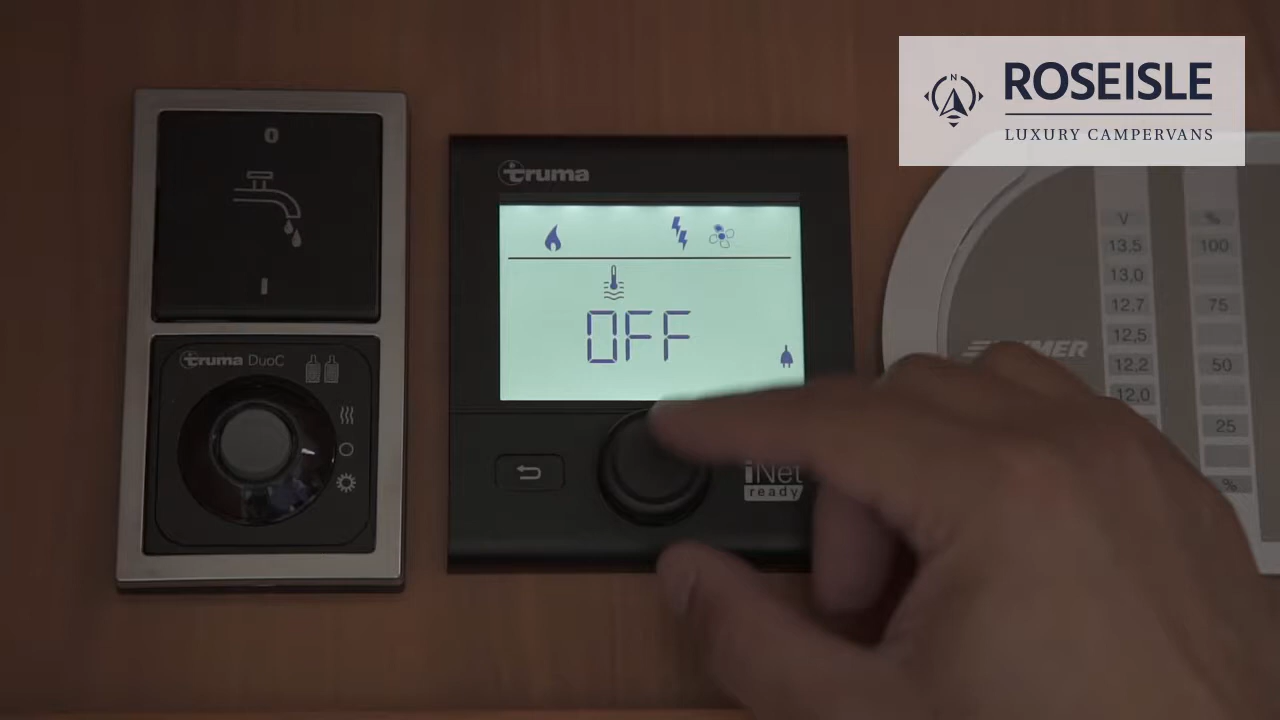 ROSEISLE
LUXURY CAMPERVANS
0
I
truma DuoC
truma
OFF
iNet
ready
V
%
13,5
100
13,0
12.7
75
12,5
12,2
50
12,0
25
%